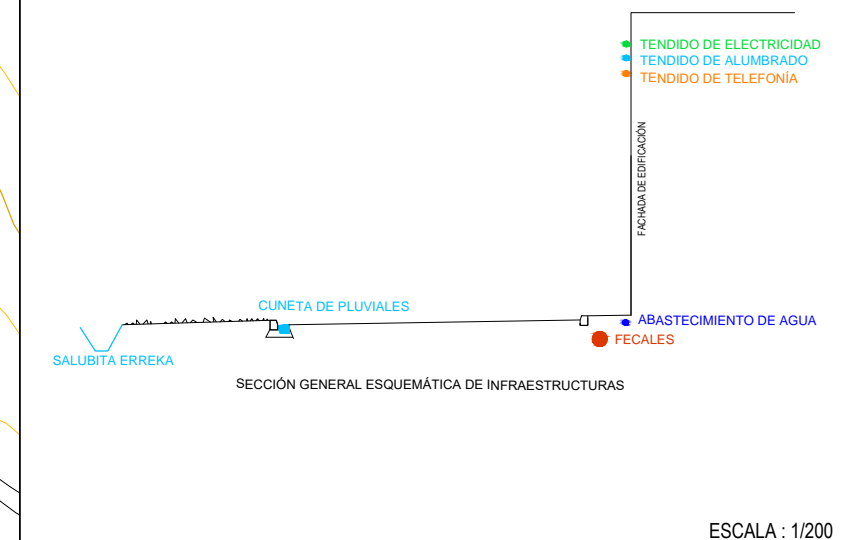 TENDIDO DE ELECTRICIDAD
TENDIDO DE ALUMBRADO
TENDIDO DE TELEFONÍA
FACHADA DE EDIFICACIÓN
CUNETA DE PLUVIALES
ABASTECIMIENTO DE AGUA
FECALES
SALUBITA ERREKA
SECCIÓN GENERAL ESQUEMÁTICA DE INFRAESTRUCTURAS
ESCALA : 1/200